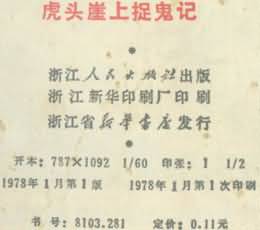 虎头崖上捉鬼记
浙江人民出版社出版
浙江新华印刷厂印刷
浙江省新华书店发行
开本：787×1092 1/60 印张：1 1/2
1978年1月第1版 1978年1月第1次印刷
书号：8103.281 定价：0.11元